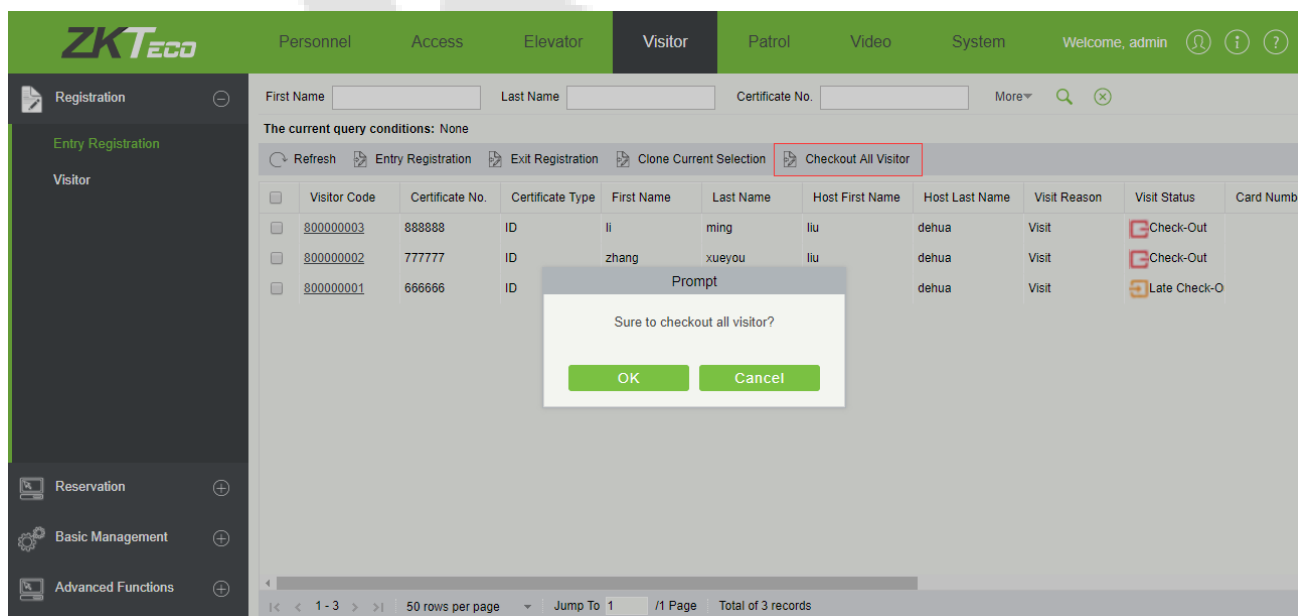 ZKTECO Personnel Access Elevator Visitor Patrol Video System Welcome, admin
Registration
Entry Registration
Visitor
Reservation
Basic Management
Advanced Functions
First Name Last Name Certificate No. More
The current query conditions: None
Refresh Entry Registration Exit Registration Clone Current Selection Checkout All Visitor
Visitor Code Certificate No. Certificate Type First Name Last Name Host First Name Host Last Name Visit Reason Visit Status Card Numb
800000003 888888 ID li ming liu dehua Visit Check-Out
800000002 777777 ID zhang xueyou liu dehua Visit Check-Out
800000001 666666 ID dehua Visit Late Check-O
Prompt
Sure to checkout all visitor?
OK Cancel
|< < 1 - 3 > >| 50 rows per page Jump To 1 /1 Page Total of 3 records